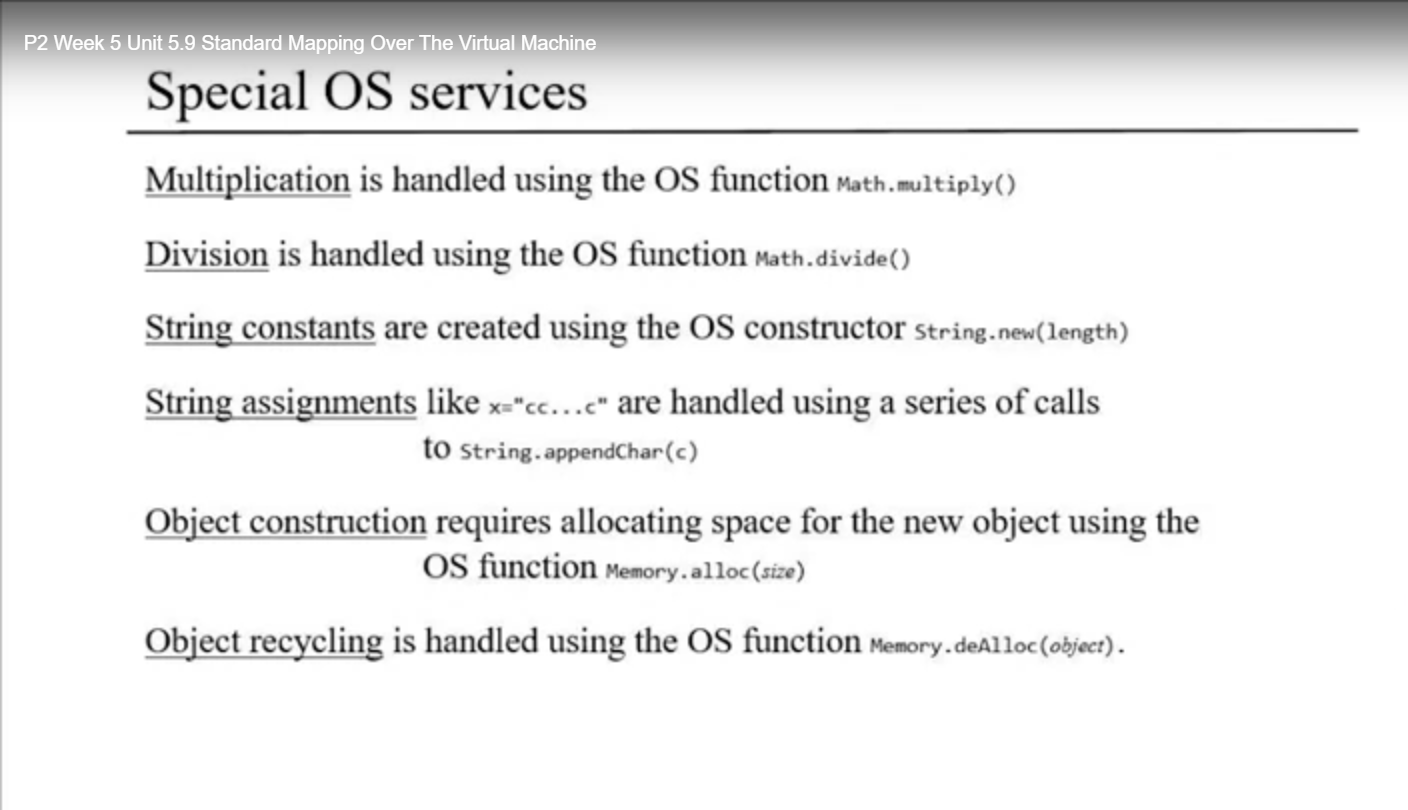 P2 Week 5 Unit 5.9 Standard Mapping Over The Virtual Machine
Special OS services
Multiplication is handled using the OS function Math.multiply()
Division is handled using the OS function Math.divide()
String constants are created using the OS constructor String.new(length)
String assignments like x="cc...c" are handled using a series of calls
to String.appendChar(c)
Object construction requires allocating space for the new object using the
OS function Memory.alloc(size)
Object recycling is handled using the OS function Memory.deAlloc(object).